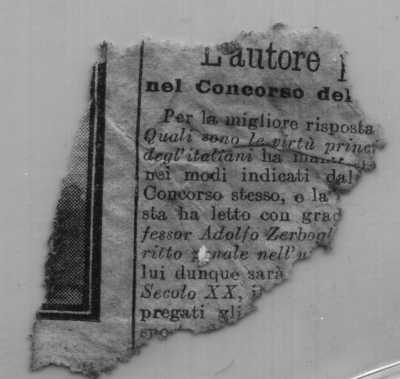 L'autore
nel Concorso del
Per la migliore risposta
Quali sono le virtù princ
degl'italiani ha
nei modi indicati dal
Concorso stesso, e la
sta ha letto con grad
fessor Adolfo Zerbogl
ritto penale nell'u
lui dunque sarà
Secolo XX, i
pregati gli
spo